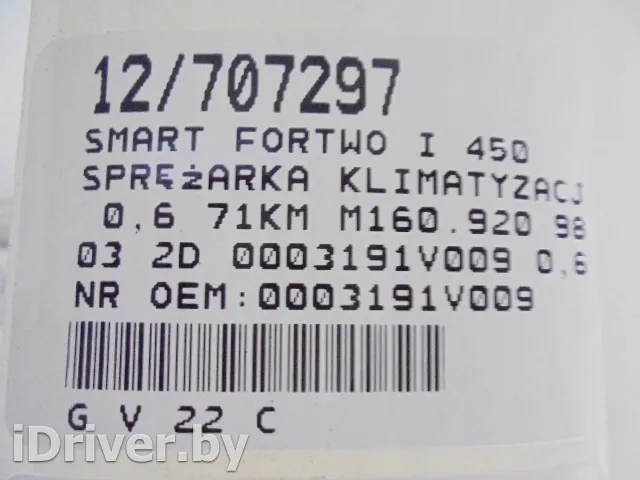 12/707297
SMART FORTWO I 450
SPRĘŻARKA KLIMATYZACJ
0,6 71KM M160.920 98
03 2D 0003191V009 0,6
NR OEM:0003191V009
G V 22 C
iDriver.by